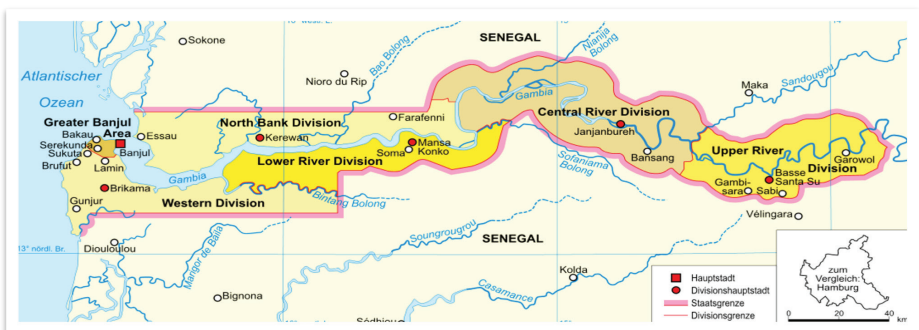 Sokone
SENEGAL
Nianija
Bolong
Bao Bolong
Nioro du Rip
Maka
Sandougou
Atlantischer
Ozean
Gambia
Greater Banjul
Area
Bakau
Serekunda
Sukuta
Brufut
Lamin
Banjul
Essau
North Bank Division
Kerewan
Farafenni
Central River Division
Janjanbureh
Bansang
Mansa
Konko
Soma
Lower River Division
Sofaniama
Bolong
Upper River
Division
Garowol
Basse
Santa Su
Gambi-
sara
Sabi
Vélingara
Gambia
Brikama
Gunjur
Western Division
Bintang Bolong
13° nördl. Br.
Diouloulou
Marigor de Baïla
Soungrougrou
SENEGAL
Kolda
Casamance
Bignona
Hauptstadt
Divisionshauptstadt
Staatsgrenze
Divisionsgrenze
zum
Vergleich:
Hamburg
0 20 40
km